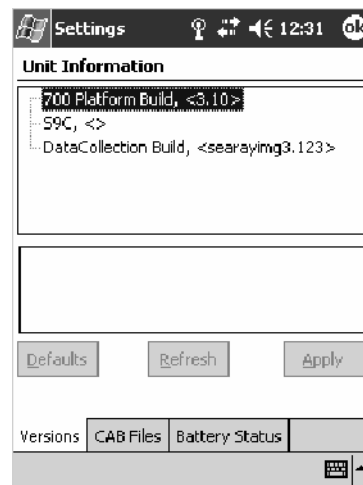 Settings 12:31 ok
Unit Information
700 Platform Build, <3.10>
S9C, <>
DataCollection Build, <searayimg3.123>
Defaults Refresh Apply
Versions CAB Files Battery Status